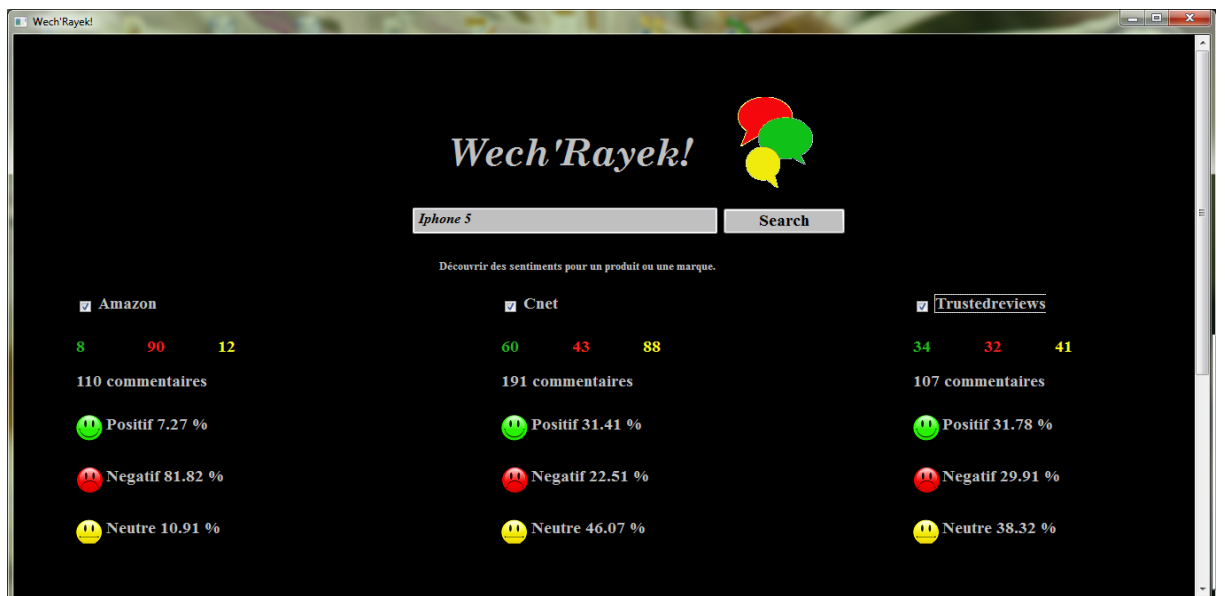 Wech'Rayek!
Wech'Rayek!
Iphone 5 Search
Découvrir des sentiments pour un produit ou une marque.
Amazon Cnet Trustedreviews
8 90 12 60 43 88 34 32 41
110 commentaires 191 commentaires 107 commentaires
Positif 7.27 % Positif 31.41 % Positif 31.78 %
Negatif 81.82 % Negatif 22.51 % Negatif 29.91 %
Neutre 10.91 % Neutre 46.07 % Neutre 38.32 %